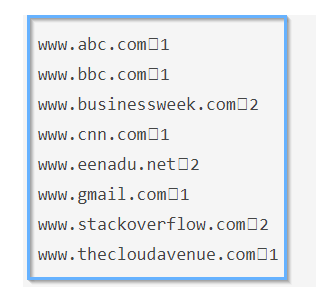 www.abc.com□1
www.bbc.com□1
www.businessweek.com□2
www.cnn.com□1
www.eenadu.net□2
www.gmail.com□1
www.stackoverflow.com□2
www.thecloudavenue.com□1